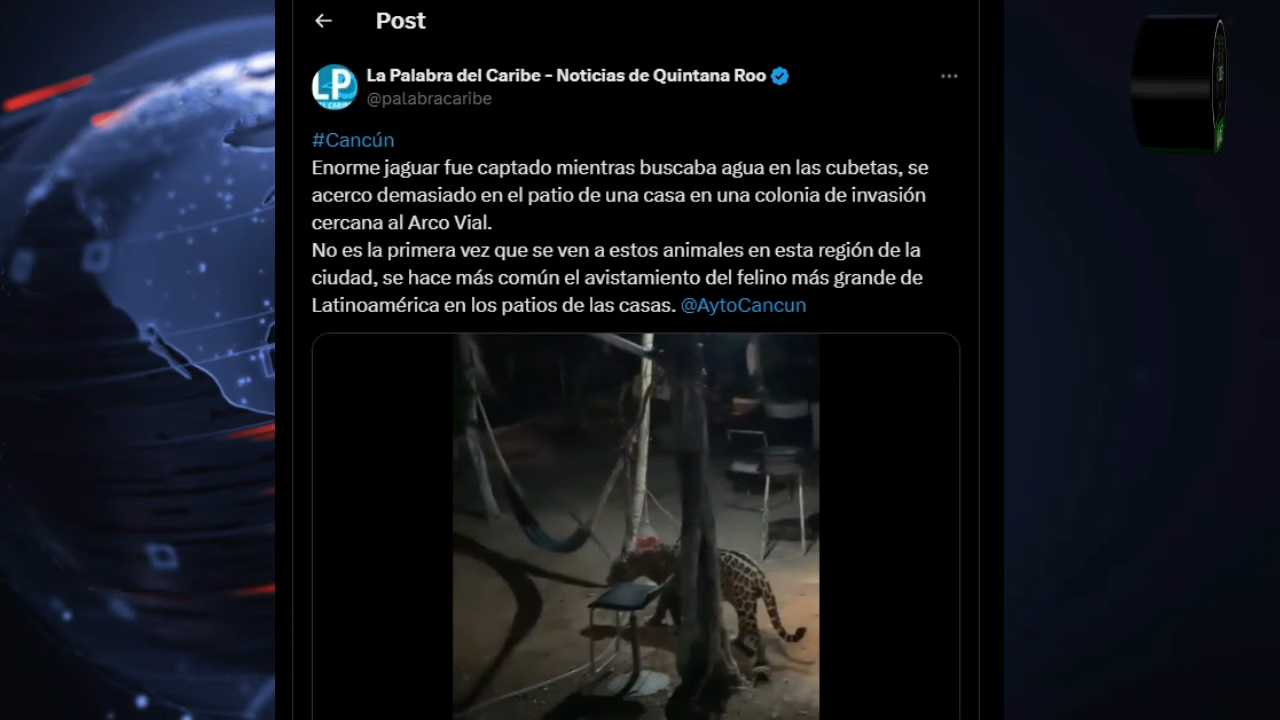 Post
La Palabra del Caribe - Noticias de Quintana Roo
@palabracaribe
LP
#Cancún
Enorme jaguar fue captado mientras buscaba agua en las cubetas, se
acerco demasiado en el patio de una casa en una colonia de invasión
cercana al Arco Vial.
No es la primera vez que se ven a estos animales en esta región de la
ciudad, se hace más común el avistamiento del felino más grande de
Latinoamérica en los patios de las casas. @AytoCancun